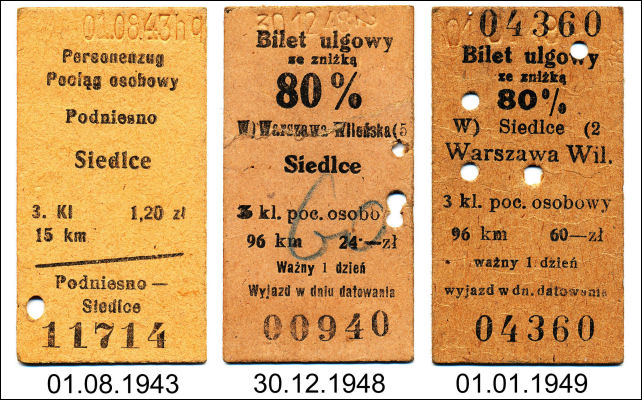 01.08.43
Personenzug
Pociąg osobowy
Podniesno
Siedlce
3. Kl 1,20 zł
15 km
Podniesno —
Siedlce
11714
01.08.1943
30.12.48
Bilet ulgowy
ze zniżką
80%
W) Warszawa Wileńska (5
Siedlce
3 kl. poc. osobo
96 km 24.—zł
Ważny 1 dzień
Wyjazd w dniu datowania
00940
30.12.1948
04360
Bilet ulgowy
ze zniżką
80%
W) Siedlce (2
Warszawa Wil.
3 kl. poc. osobowy
96 km 60—zł
ważny 1 dzień
wyjazd w dn. datowania
04360
01.01.1949